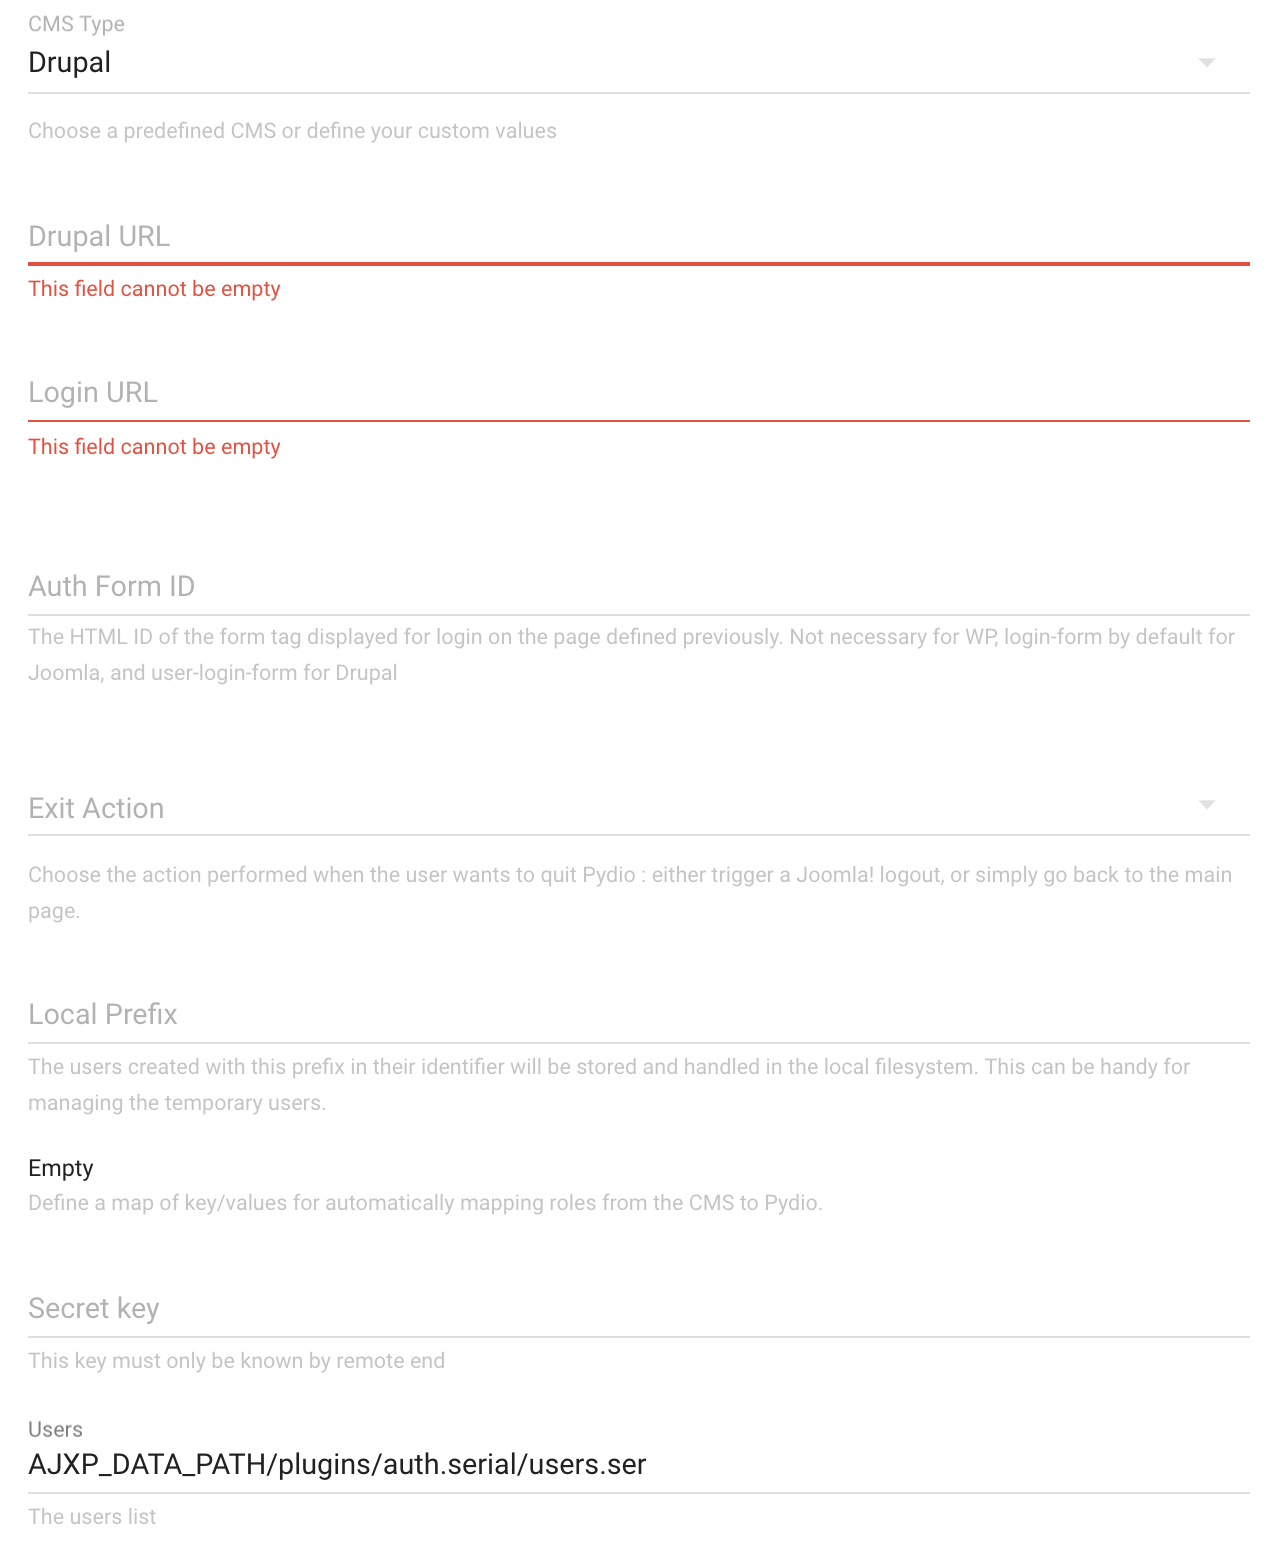 CMS Type
Drupal
Choose a predefined CMS or define your custom values
Drupal URL
This field cannot be empty
Login URL
This field cannot be empty
Auth Form ID
The HTML ID of the form tag displayed for login on the page defined previously. Not necessary for WP, login-form by default for
Joomla, and user-login-form for Drupal
Exit Action
Choose the action performed when the user wants to quit Pydio : either trigger a Joomla! logout, or simply go back to the main
page.
Local Prefix
The users created with this prefix in their identifier will be stored and handled in the local filesystem. This can be handy for
managing the temporary users.
Empty
Define a map of key/values for automatically mapping roles from the CMS to Pydio.
Secret key
This key must only be known by remote end
Users
AJXP_DATA_PATH/plugins/auth.serial/users.ser
The users list